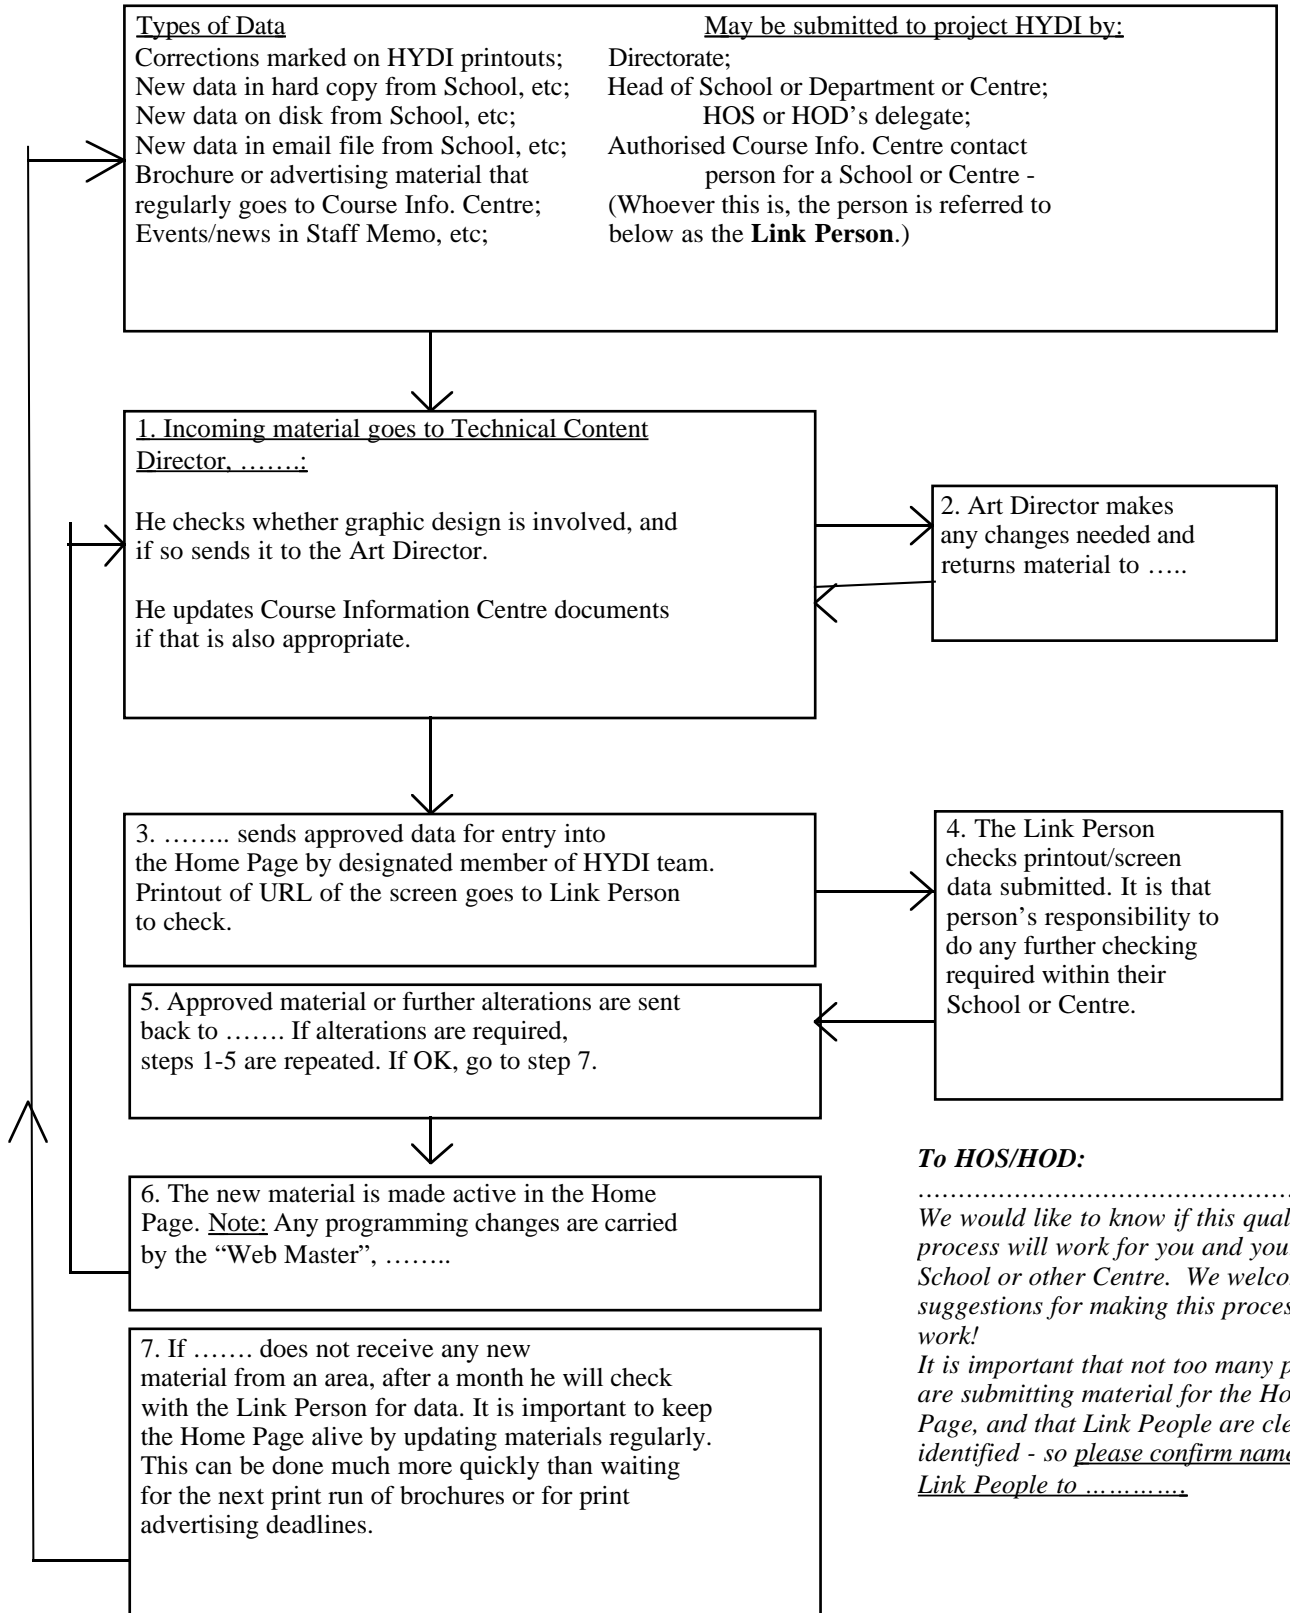 Types of Data
May be submitted to project HYDI by:
Corrections marked on HYDI printouts;
New data in hard copy from School, etc;
New data on disk from School, etc;
New data in email file from School, etc;
Brochure or advertising material that
regularly goes to Course Info. Centre;
Events/news in Staff Memo, etc;
Directorate;
Head of School or Department or Centre;
HOS or HOD’s delegate;
Authorised Course Info. Centre contact
person for a School or Centre -
(Whoever this is, the person is referred to
below as the Link Person.)
1. Incoming material goes to Technical Content
Director, …….:
He checks whether graphic design is involved, and
if so sends it to the Art Director.
He updates Course Information Centre documents
if that is also appropriate.
2. Art Director makes
any changes needed and
returns material to …..
3. …….. sends approved data for entry into
the Home Page by designated member of HYDI team.
Printout of URL of the screen goes to Link Person
to check.
4. The Link Person
checks printout/screen
data submitted. It is that
person’s responsibility to
do any further checking
required within their
School or Centre.
5. Approved material or further alterations are sent
back to ……. If alterations are required,
steps 1-5 are repeated. If OK, go to step 7.
6. The new material is made active in the Home
Page. Note: Any programming changes are carried
by the “Web Master”, ……..
7. If ……. does not receive any new
material from an area, after a month he will check
with the Link Person for data. It is important to keep
the Home Page alive by updating materials regularly.
This can be done much more quickly than waiting
for the next print run of brochures or for print
advertising deadlines.
To HOS/HOD:
………………………………………
We would like to know if this
process will work for you and
School or other Centre. We
suggestions for making this
work!
It is important that not too many
are submitting material for the
Page, and that Link People are
identified - so please confirm
Link People to ………….